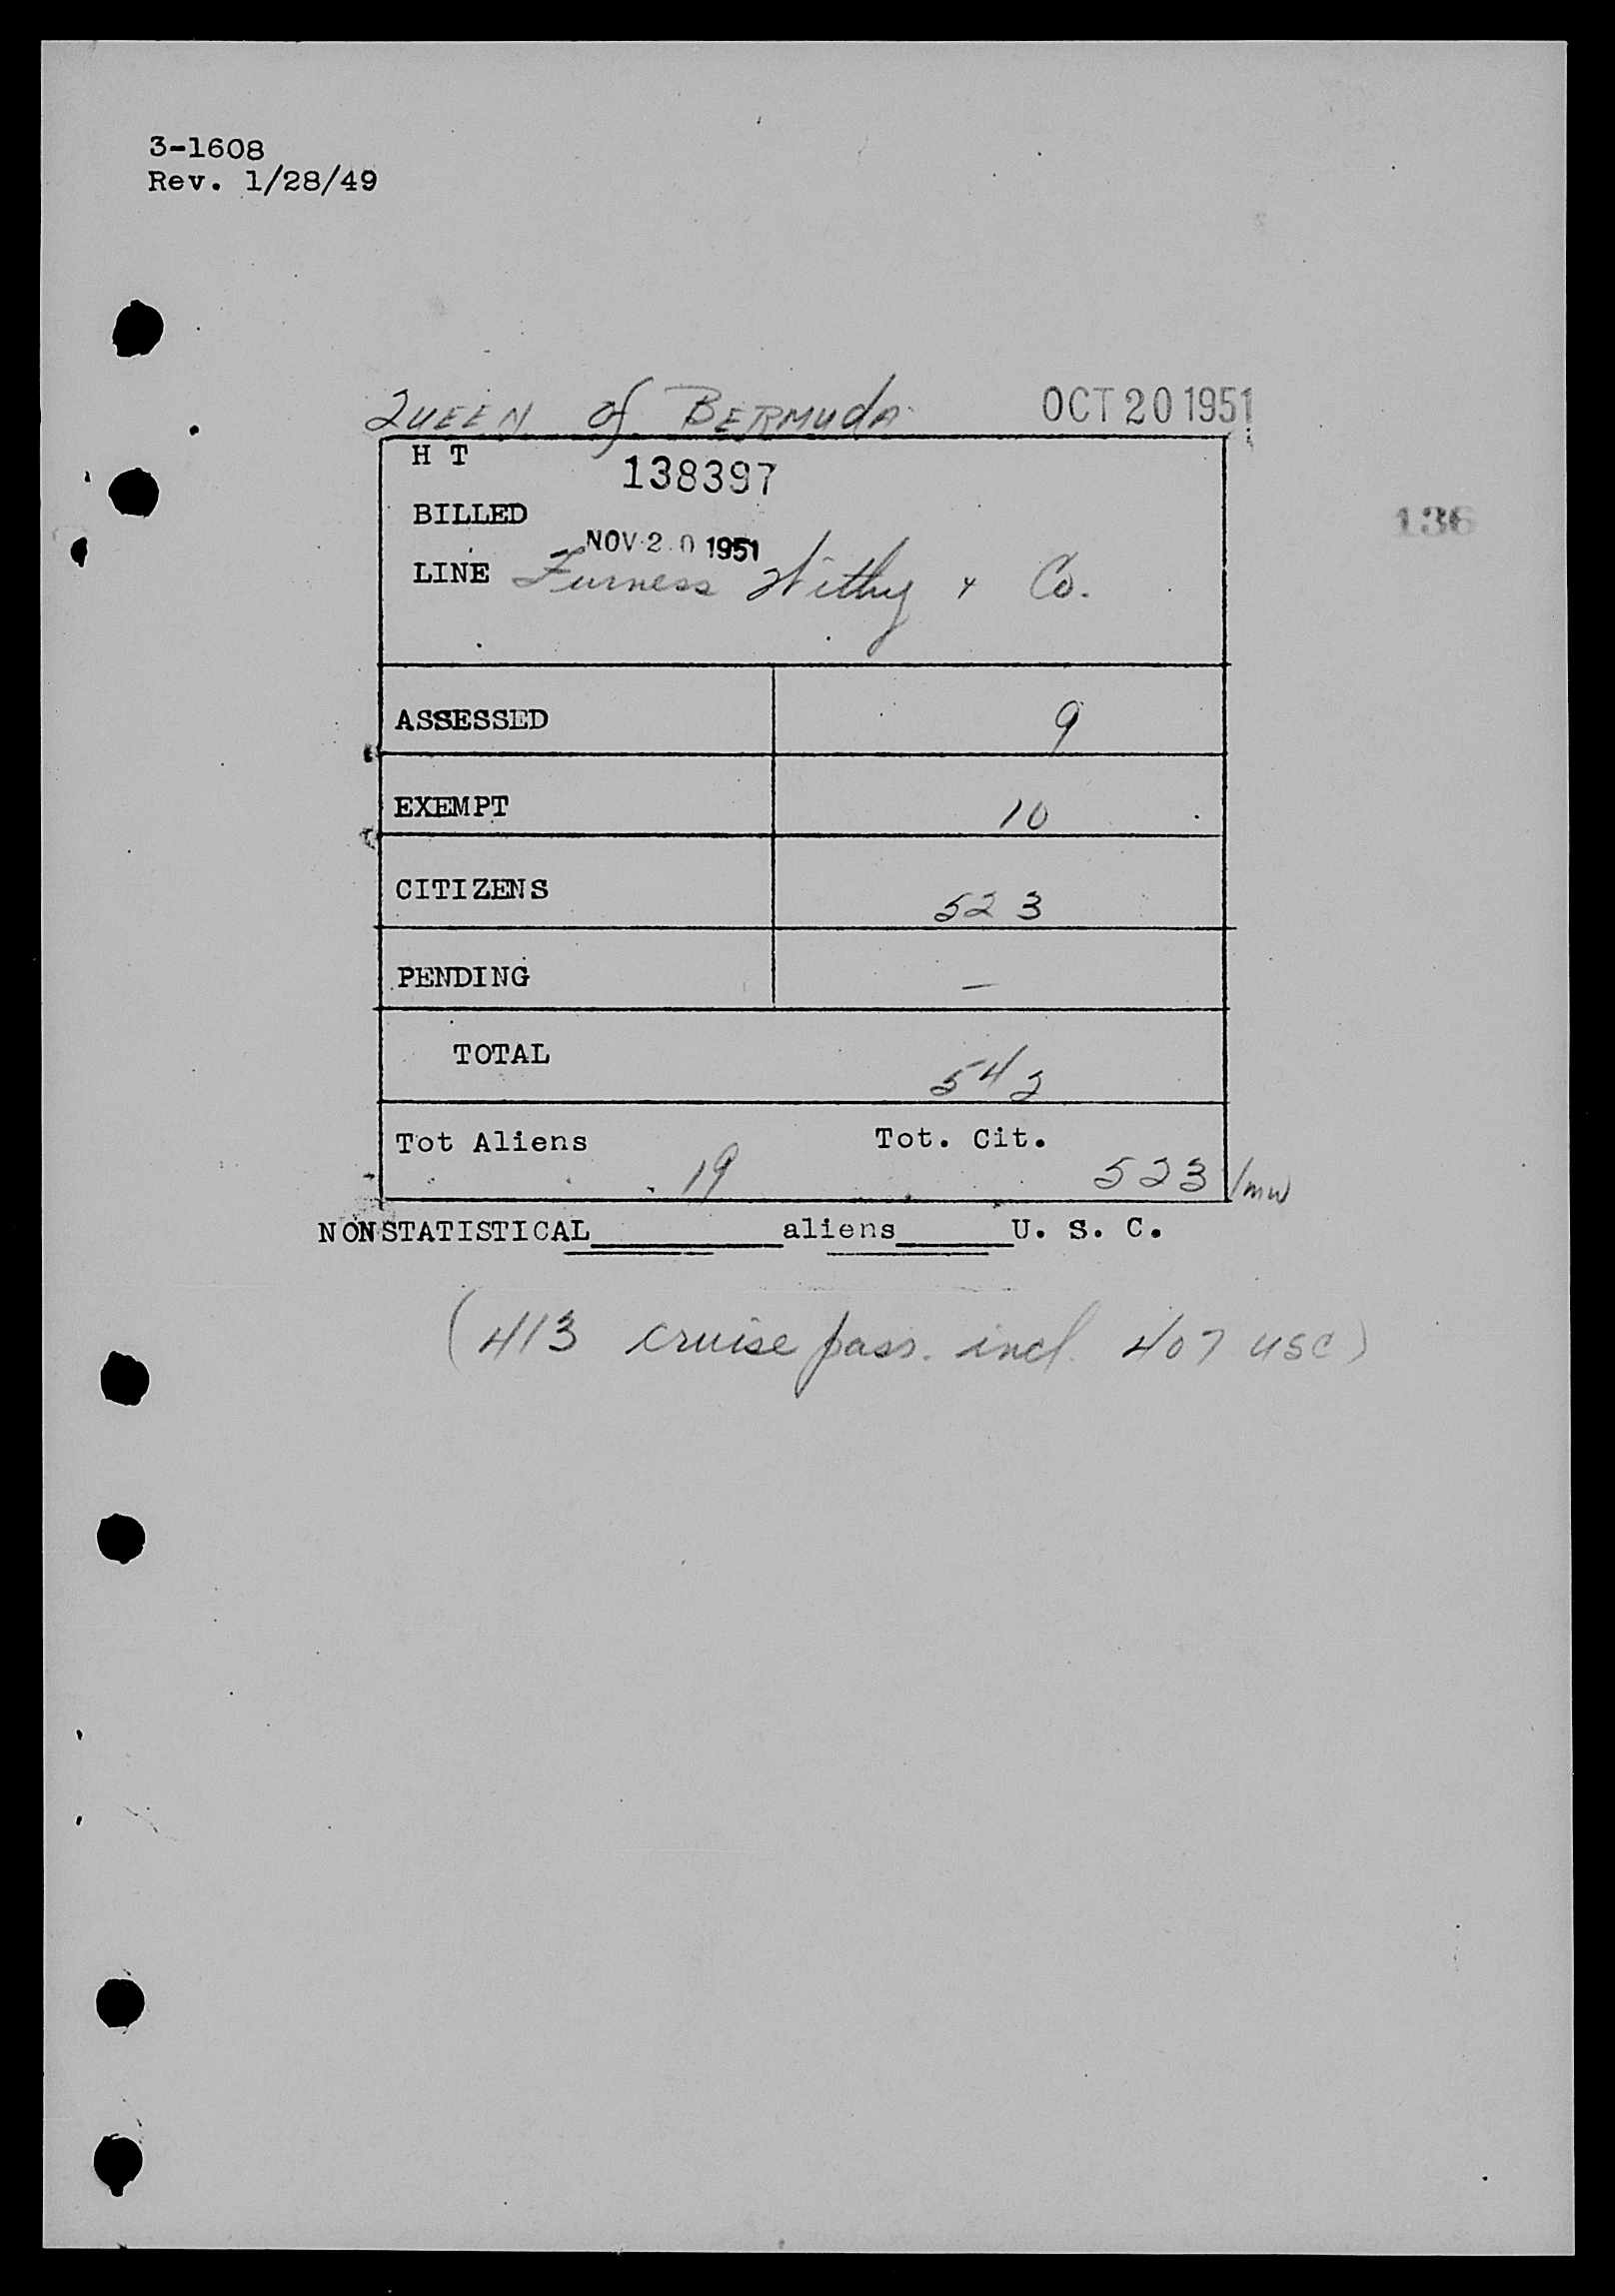 3-1608
Rev. 1/28/49
QUEEN of BERMUDA OCT 20 1951
H T 138397
136
BILLED
NOV 20 1951
LINE Furness Withy & Co.
ASSESSED 9
EXEMPT 10
CITIZENS 523
PENDING —
TOTAL 542
Tot Aliens 19 Tot. Cit. 523 /mw
NONSTATISTICAL__________aliens______U. S. C.
(413 cruise pass. incl. 407 USC)